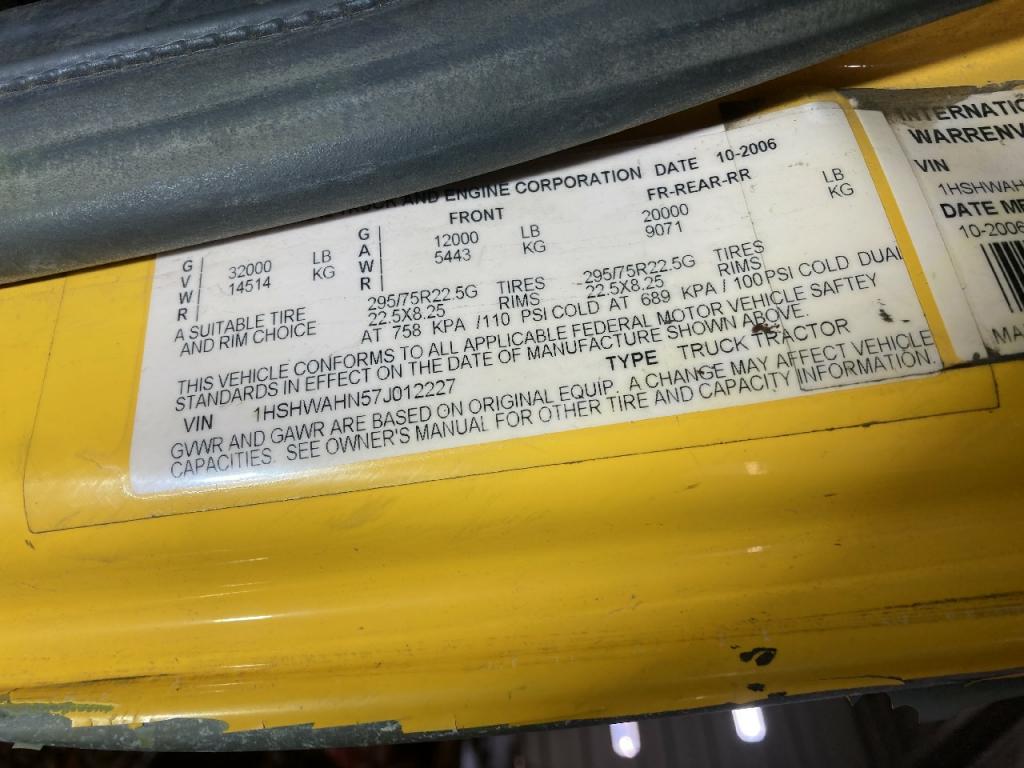 TRUCK AND ENGINE CORPORATION DATE 10-2006
GVWR 32000 LB GAWR FRONT 12000 LB FR-REAR-RR 20000 LB
14514 KG 5443 KG 9071 KG
A SUITABLE TIRE 295/75R22.5G TIRES 295/75R22.5G TIRES
AND RIM CHOICE 22.5X8.25 RIMS 22.5X8.25 RIMS
AT 758 KPA /110 PSI COLD AT 689 KPA / 100 PSI COLD DUAL
THIS VEHICLE CONFORMS TO ALL APPLICABLE FEDERAL MOTOR VEHICLE SAFTEY
STANDARDS IN EFFECT ON THE DATE OF MANUFACTURE SHOWN ABOVE.
VIN 1HSHWAHN57J012227 TYPE TRUCK TRACTOR
GVWR AND GAWR ARE BASED ON ORIGINAL EQUIP. A CHANGE MAY AFFECT VEHICLE
CAPACITIES. SEE OWNER'S MANUAL FOR OTHER TIRE AND CAPACITY INFORMATION.
INTERNATIO
WARRENV
VIN
1HSHWAHN
DATE MF
10-2006
MA